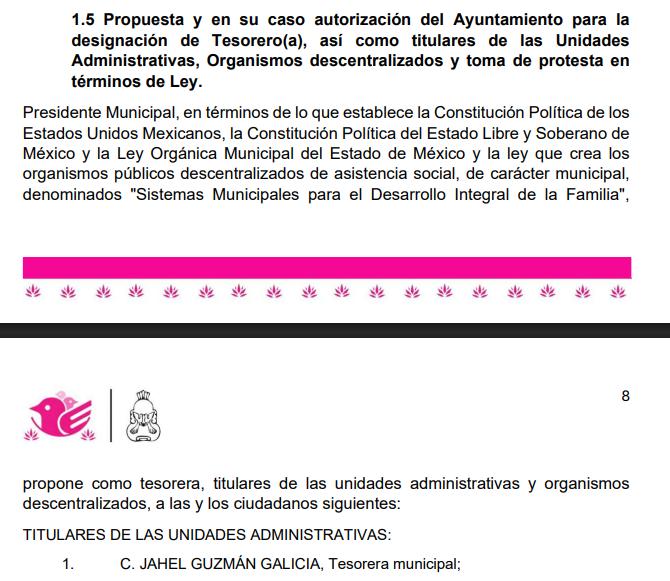 1.5 Propuesta y en su caso autorización del Ayuntamiento para la
designación de Tesorero(a), así como titulares de las Unidades
Administrativas, Organismos descentralizados y toma de protesta en
términos de Ley.
Presidente Municipal, en términos de lo que establece la Constitución Política de los
Estados Unidos Mexicanos, la Constitución Política del Estado Libre y Soberano de
México y la Ley Orgánica Municipal del Estado de México y la ley que crea los
organismos públicos descentralizados de asistencia social, de carácter municipal,
denominados "Sistemas Municipales para el Desarrollo Integral de la Familia",
8
propone como tesorera, titulares de las unidades administrativas y organismos
descentralizados, a las y los ciudadanos siguientes:
TITULARES DE LAS UNIDADES ADMINISTRATIVAS:
1. C. JAHEL GUZMÁN GALICIA, Tesorera municipal;